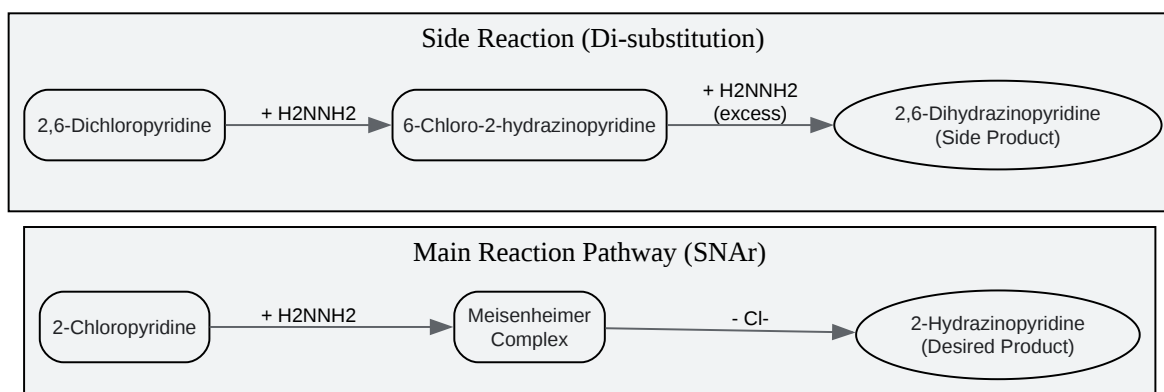 Side Reaction (Di-substitution)
2,6-Dichloropyridine
+ H2NNH2
6-Chloro-2-hydrazinopyridine
+ H2NNH2
(excess)
2,6-Dihydrazinopyridine
(Side Product)
Main Reaction Pathway (SNAr)
2-Chloropyridine
+ H2NNH2
Meisenheimer
Complex
- Cl-
2-Hydrazinopyridine
(Desired Product)